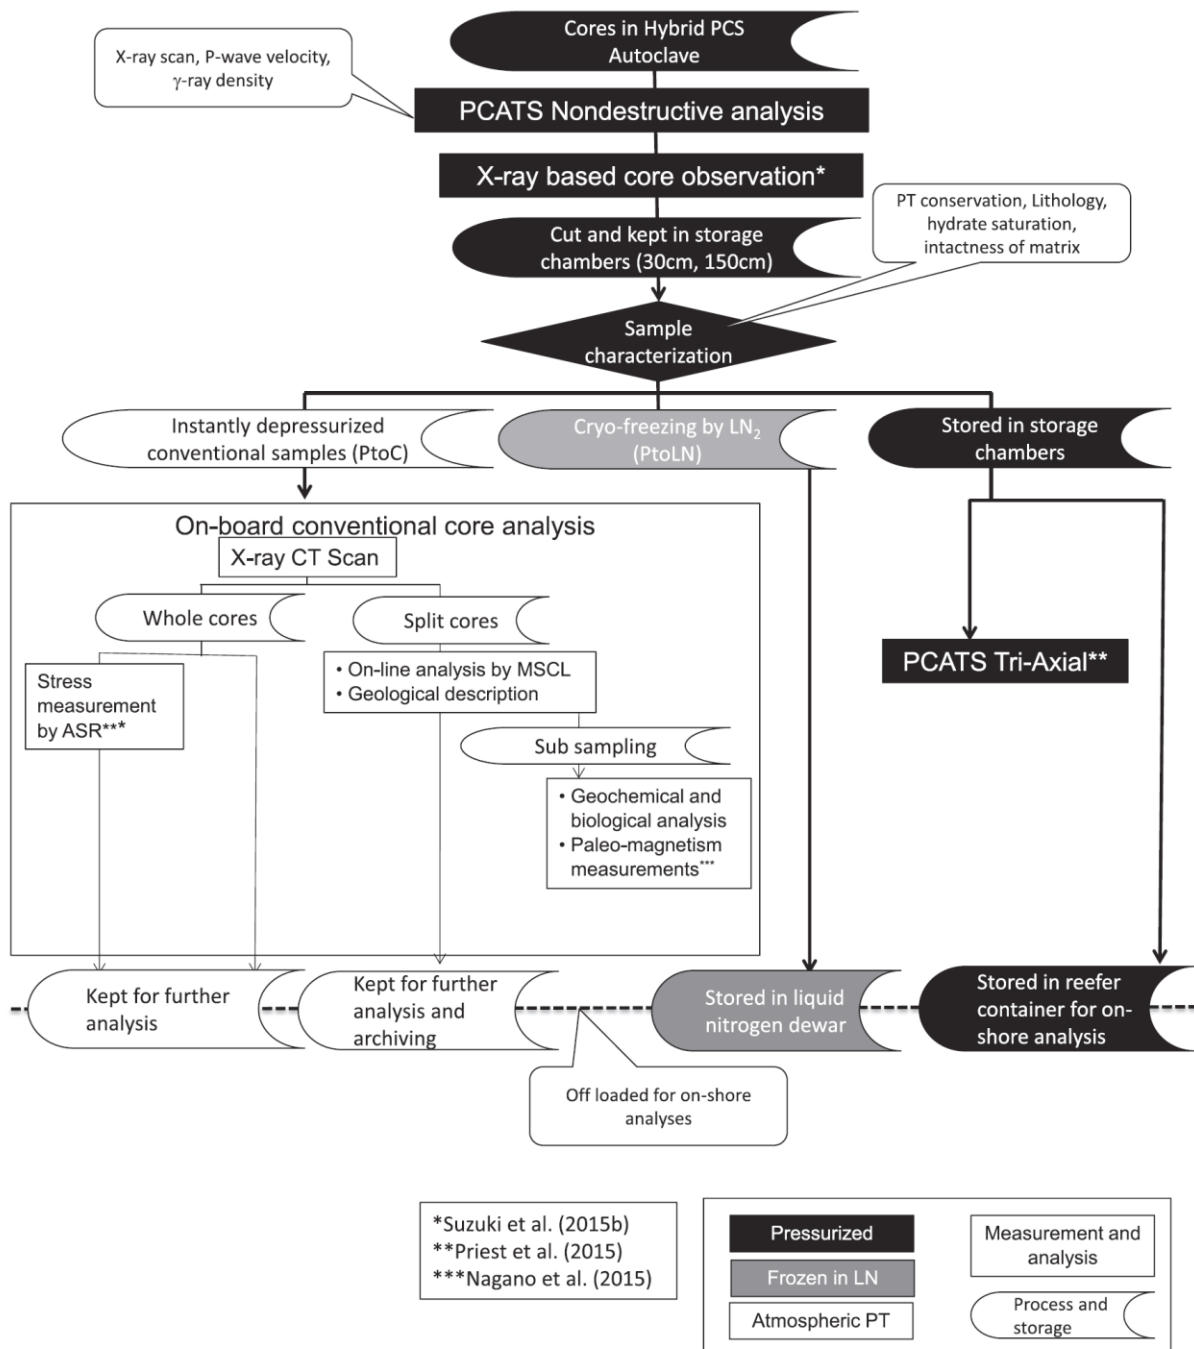 Cores in Hybrid PCS
Autoclave
X-ray scan, P-wave velocity,
γ-ray density
PCATS Nondestructive analysis
X-ray based core observation*
PT conservation, Lithology,
hydrate saturation,
intactness of matrix
Cut and kept in storage
chambers (30cm, 150cm)
Sample
characterization
Instantly depressurized
conventional samples (PtoC)
Cryo-freezing by LN2
(PtoLN)
Stored in storage
chambers
On-board conventional core analysis
X-ray CT Scan
Whole cores
Split cores
Stress
measurement
by ASR***
• On-line analysis by MSCL
• Geological description
PCATS Tri-Axial**
Sub sampling
• Geochemical and
biological analysis
• Paleo-magnetism
measurements***
Kept for further
analysis
Kept for further
analysis and
archiving
Stored in liquid
nitrogen dewar
Stored in reefer
container for on-
shore analysis
Off loaded for on-shore
analyses
*Suzuki et al. (2015b)
**Priest et al. (2015)
***Nagano et al. (2015)
Pressurized
Frozen in LN
Atmospheric PT
Measurement and
analysis
Process and
storage